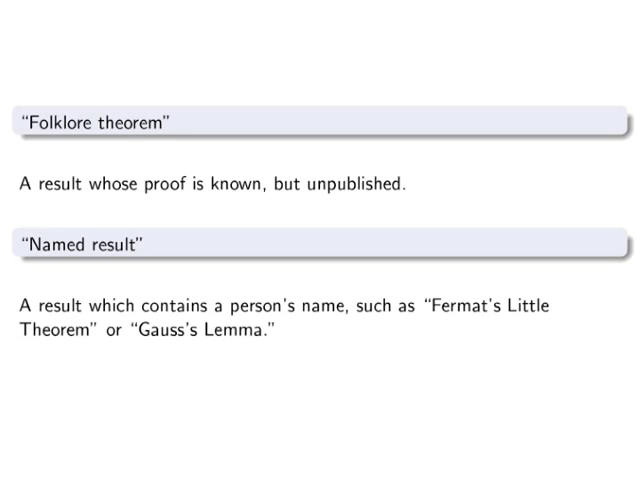 “Folklore theorem”
A result whose proof is known, but unpublished.
“Named result”
A result which contains a person’s name, such as “Fermat’s Little
Theorem” or “Gauss’s Lemma.”